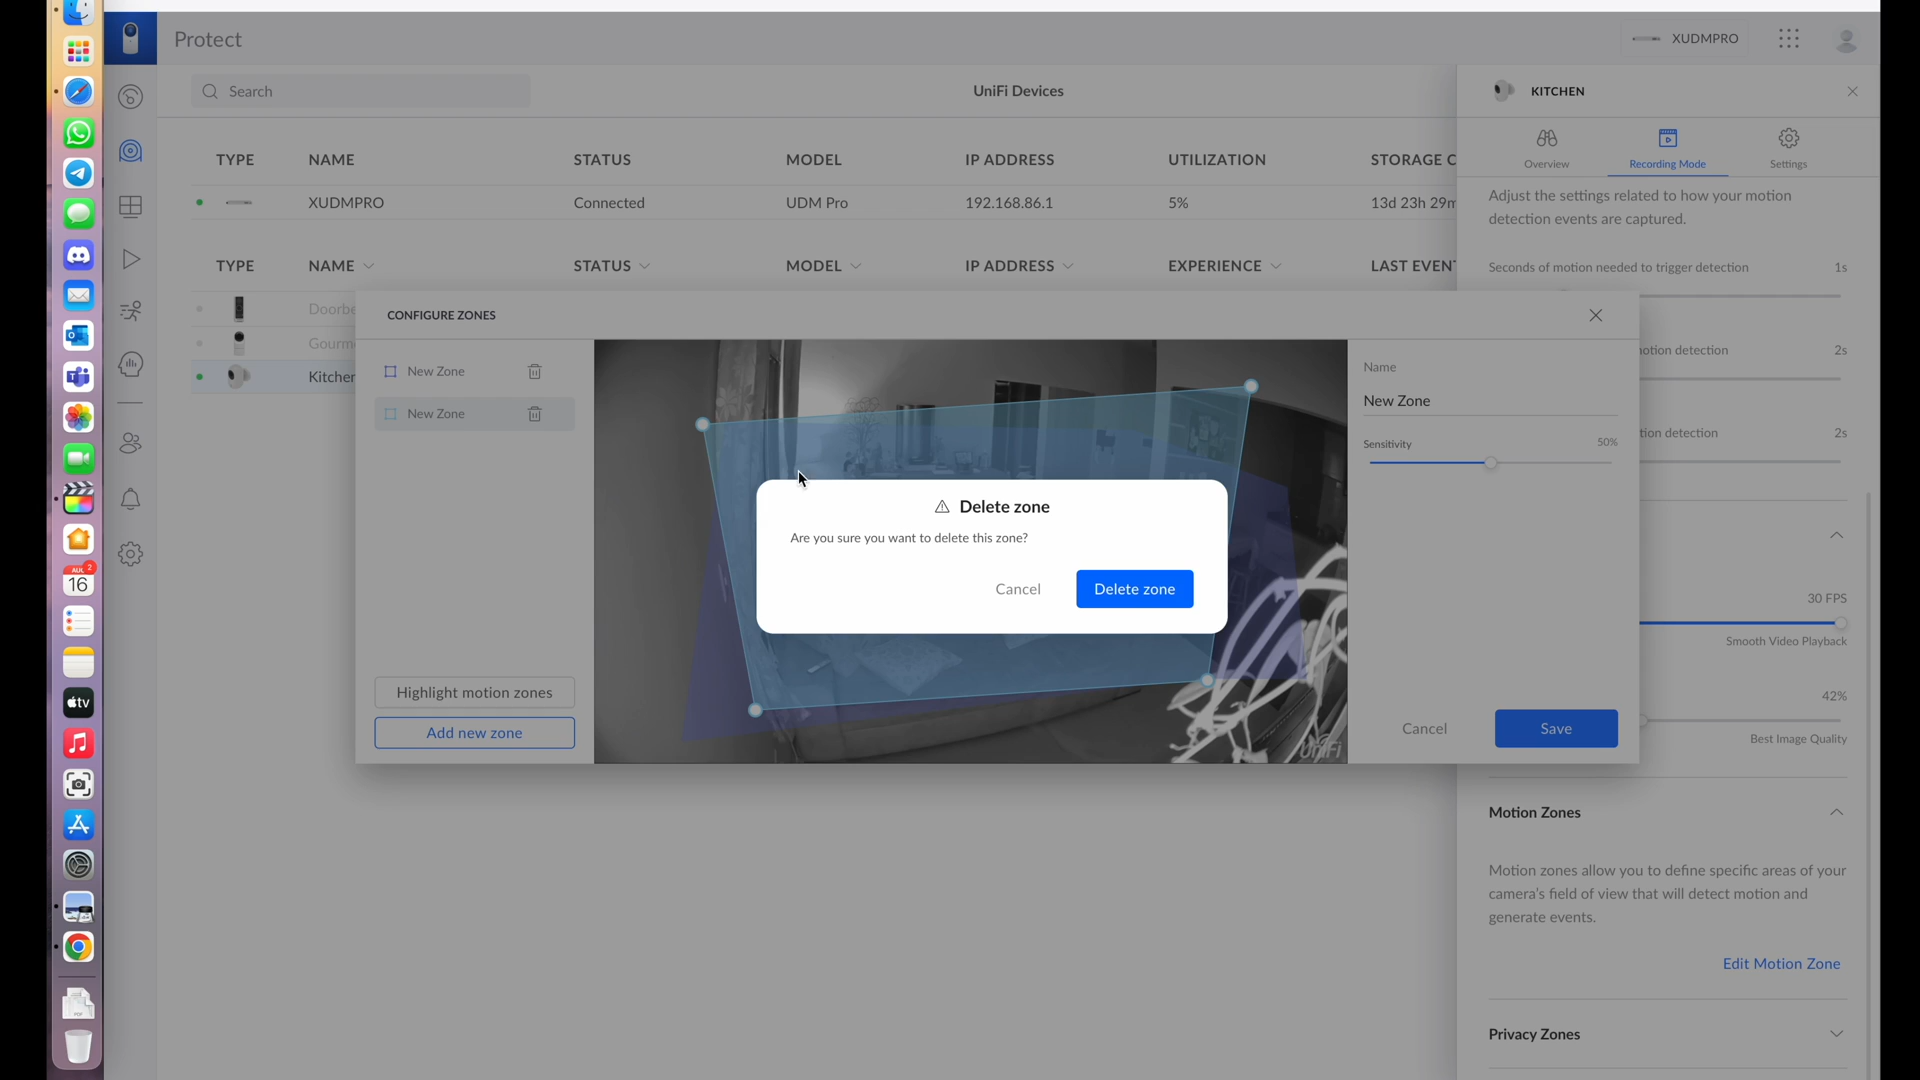 Protect
XUDMPRO
Search
UniFi Devices
KITCHEN
Overview
Recording Mode
Settings
TYPE NAME STATUS MODEL IP ADDRESS UTILIZATION STORAGE C
XUDMPRO Connected UDM Pro 192.168.86.1 5% 13d 23h 29m
TYPE NAME STATUS MODEL IP ADDRESS EXPERIENCE LAST EVENT
Doorbe
Gourm
Kitchen
Adjust the settings related to how your motion
detection events are captured.
Seconds of motion needed to trigger detection 1s
otion detection 2s
tion detection 2s
CONFIGURE ZONES
New Zone
New Zone
Highlight motion zones
Add new zone
UniFi
Name
New Zone
Sensitivity 50%
Cancel
Save
Delete zone
Are you sure you want to delete this zone?
Cancel
Delete zone
30 FPS
Smooth Video Playback
42%
Best Image Quality
Motion Zones
Motion zones allow you to define specific areas of your
camera's field of view that will detect motion and
generate events.
Edit Motion Zone
Privacy Zones
AUG
2
16
tv
PDF